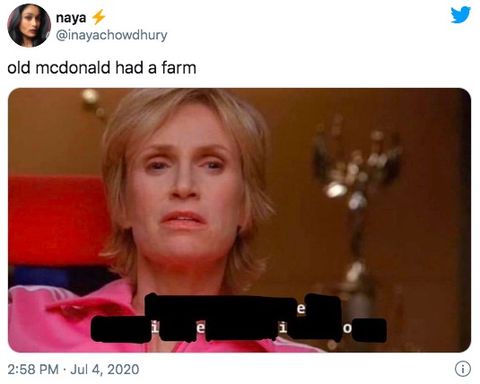 naya ⚡
@inayachowdhury
old mcdonald had a farm
e
i e i o
2:58 PM · Jul 4, 2020